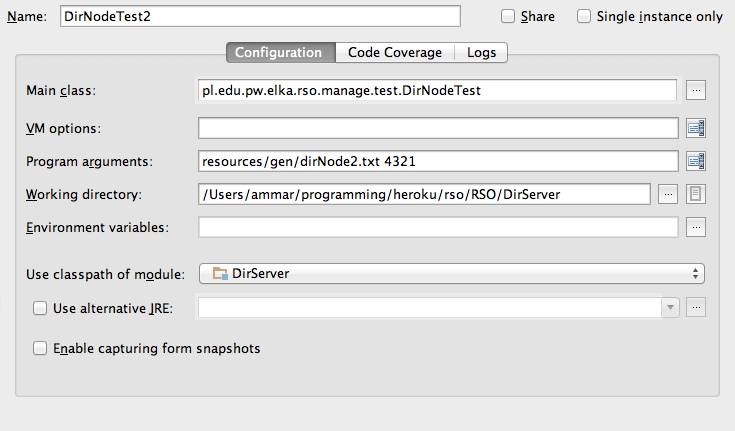 Name: DirNodeTest2 Share Single instance only
Configuration Code Coverage Logs
Main class: pl.edu.pw.elka.rso.manage.test.DirNodeTest ...
VM options:
Program arguments: resources/gen/dirNode2.txt 4321
Working directory: /Users/ammar/programming/heroku/rso/RSO/DirServer ...
Environment variables: ...
Use classpath of module: DirServer
Use alternative JRE: ...
Enable capturing form snapshots